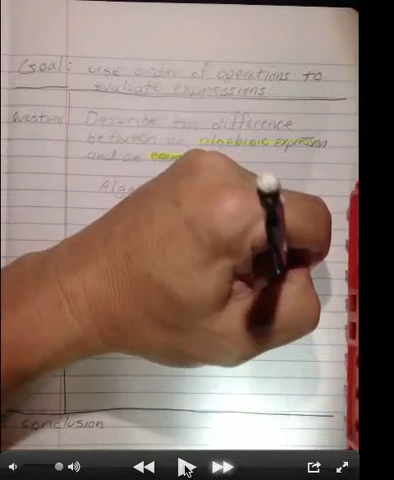 Goal: use order of operations to
evaluate expressions
Question: Describe the difference
between an algebraic expression
and an
Alge
conclusion